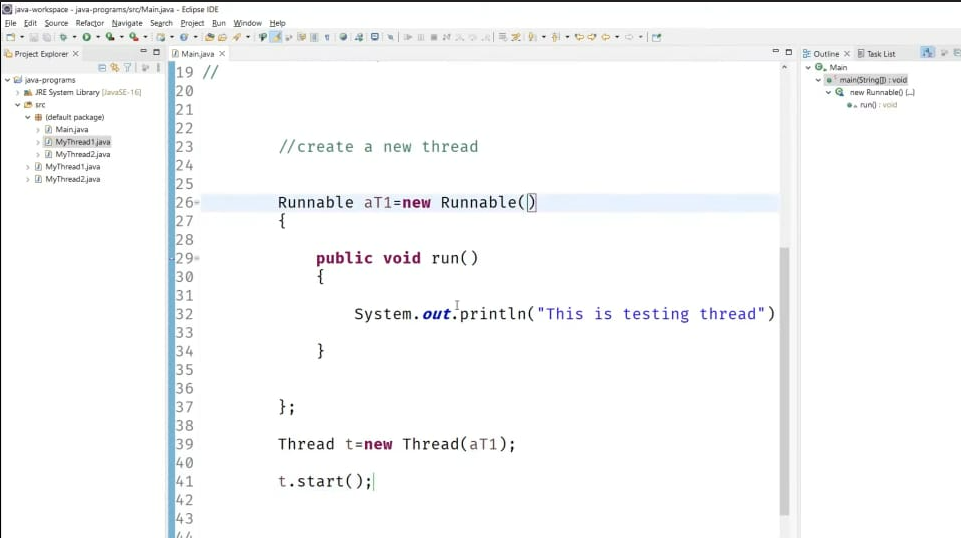 java-workspace - java-programs/src/Main.java - Eclipse IDE
File Edit Source Refactor Navigate Search Project Run Window Help
Project Explorer
java-programs
JRE System Library [JavaSE-16]
src
(default package)
Main.java
MyThread1.java
MyThread2.java
MyThread1.java
MyThread2.java
Main.java
19 //
20
21
22
23 //create a new thread
24
25
26 Runnable aT1=new Runnable()
27 {
28
29 public void run()
30 {
31
32 System.out.println("This is testing thread")
33
34 }
35
36
37 };
38
39 Thread t=new Thread(aT1);
40
41 t.start();
42
43
44
Outline Task List
Main
main(String[]) : void
new Runnable() {...}
run() : void